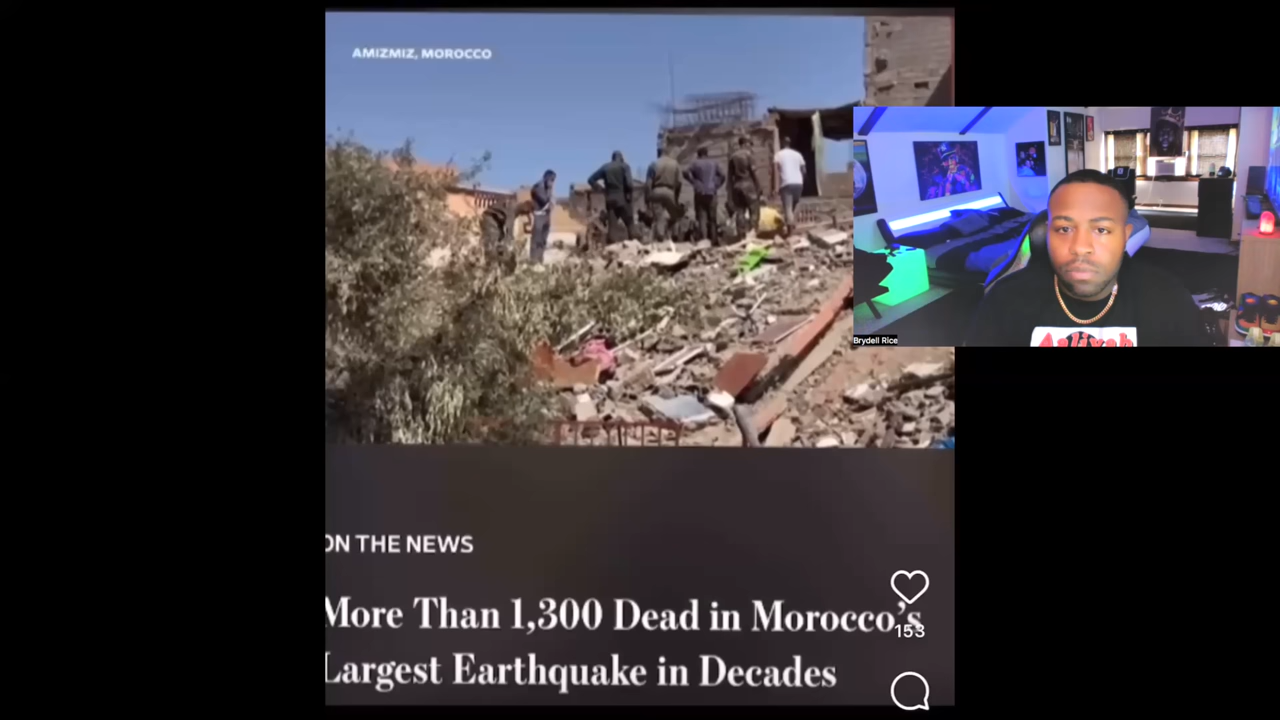 AMIZMIZ, MOROCCO
Brydell Rice
Aaliyah
ON THE NEWS
More Than 1,300 Dead in Morocco's
153
Largest Earthquake in Decades